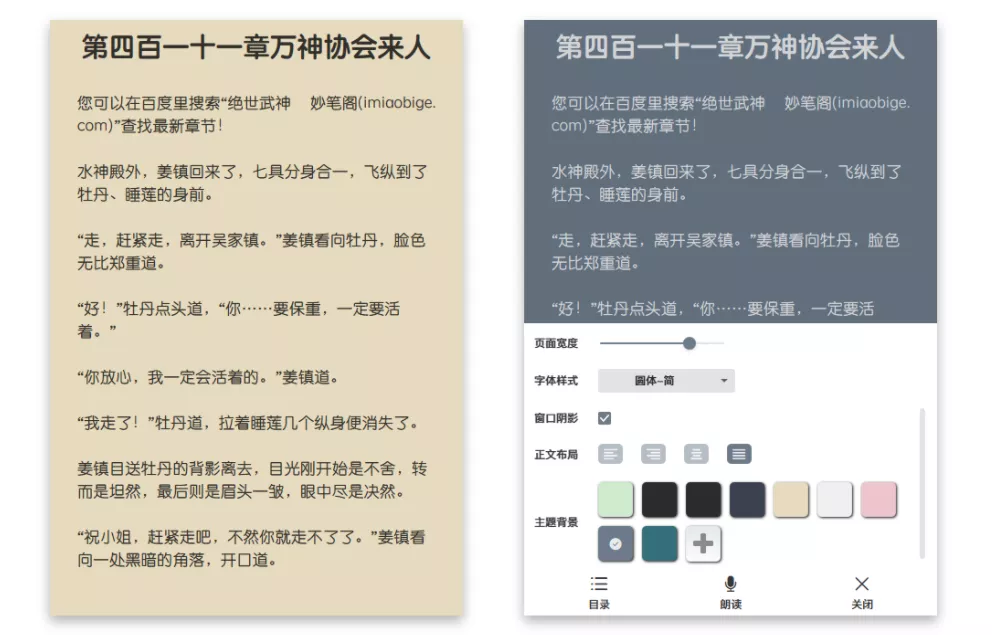 第四百一十一章万神协会来人
您可以在百度里搜索“绝世武神　妙笔阁(imiaobige.
com)”查找最新章节！
水神殿外，姜镇回来了，七具分身合一，飞纵到了
牡丹、睡莲的身前。
“走，赶紧走，离开吴家镇。”姜镇看向牡丹，脸色
无比郑重道。
“好！”牡丹点头道，“你……要保重，一定要活
着。”
“你放心，我一定会活着的。”姜镇道。
“我走了！”牡丹道，拉着睡莲几个纵身便消失了。
姜镇目送牡丹的背影离去，目光刚开始是不舍，转
而是坦然，最后则是眉头一皱，眼中尽是决然。
“祝小姐，赶紧走吧，不然你就走不了了。”姜镇看
向一处黑暗的角落，开口道。
第四百一十一章万神协会来人
您可以在百度里搜索“绝世武神　妙笔阁(imiaobige.
com)”查找最新章节！
水神殿外，姜镇回来了，七具分身合一，飞纵到了
牡丹、睡莲的身前。
“走，赶紧走，离开吴家镇。”姜镇看向牡丹，脸色
无比郑重道。
“好！”牡丹点头道，“你……要保重，一定要活
页面宽度
字体样式 圆体-简
窗口阴影
正文布局
主题背景
目录 朗读 关闭